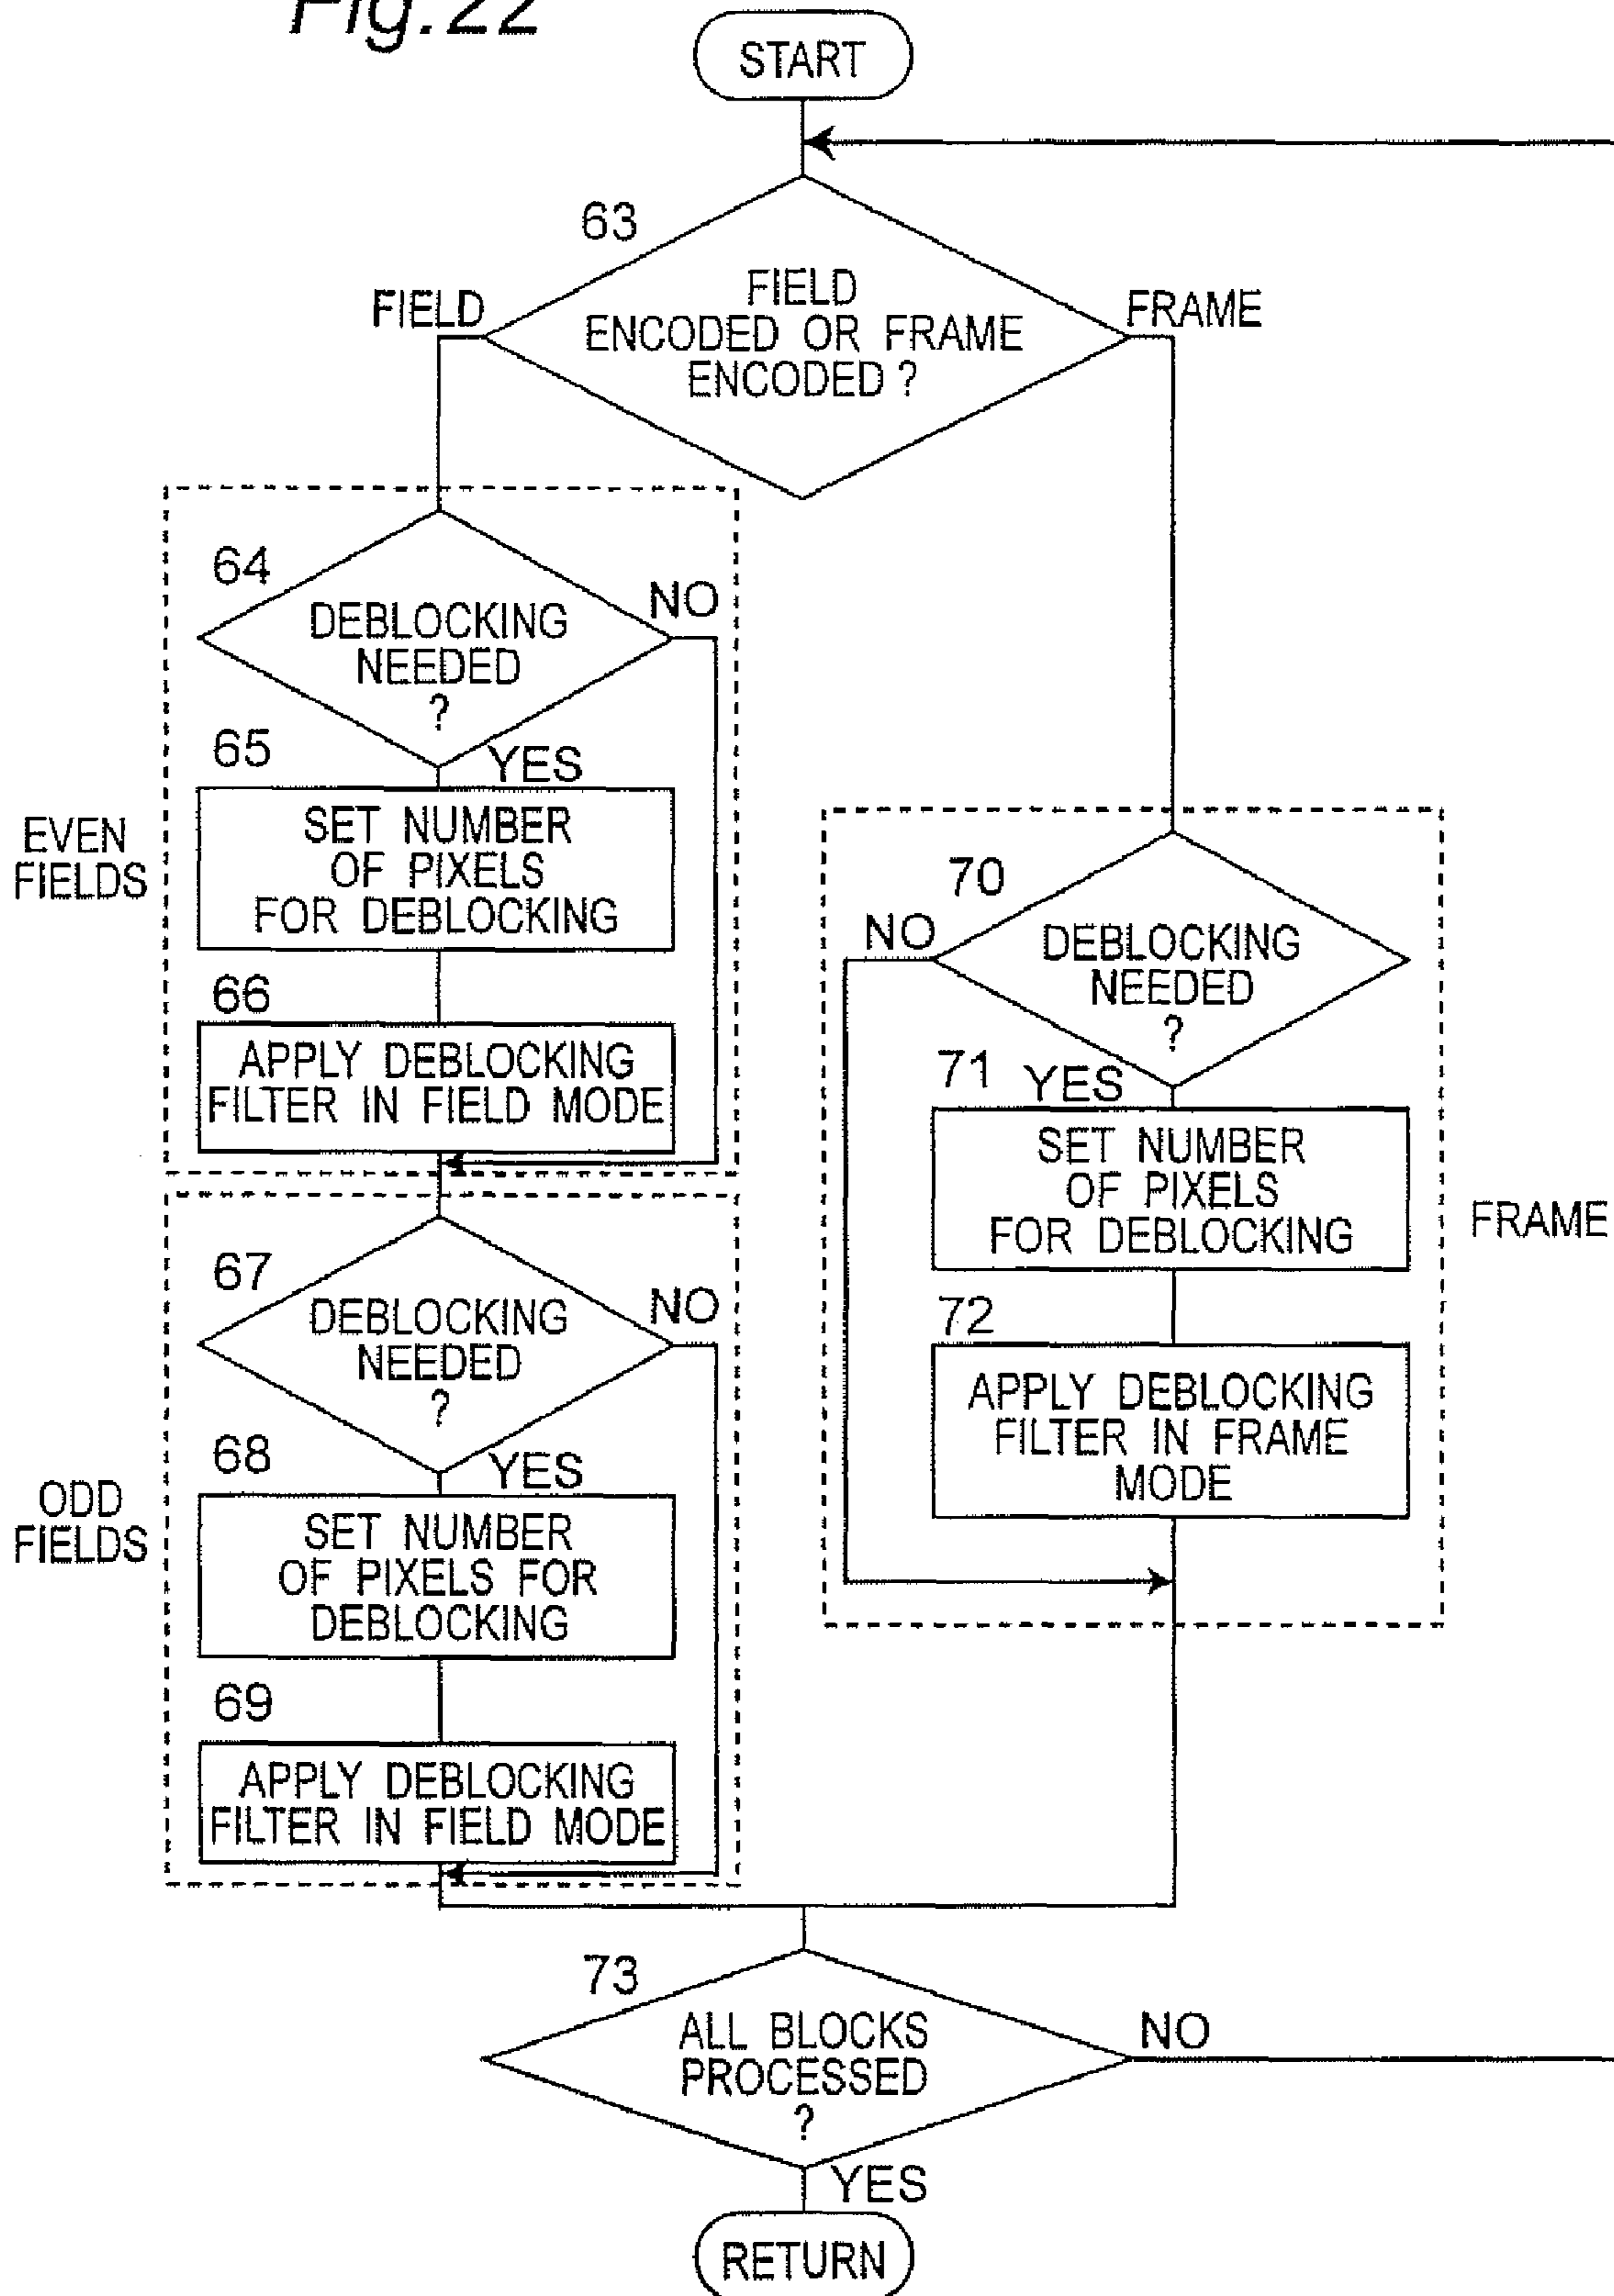 Fig.22
START
63
FIELD
ENCODED OR FRAME
ENCODED ?
FIELD
FRAME
64
DEBLOCKING
NEEDED
?
NO
YES
65
SET NUMBER
OF PIXELS
FOR DEBLOCKING
EVEN
FIELDS
66
APPLY DEBLOCKING
FILTER IN FIELD MODE
67
DEBLOCKING
NEEDED
?
NO
YES
68
SET NUMBER
OF PIXELS FOR
DEBLOCKING
ODD
FIELDS
69
APPLY DEBLOCKING
FILTER IN FIELD MODE
70
NO
DEBLOCKING
NEEDED
?
71
YES
SET NUMBER
OF PIXELS
FOR DEBLOCKING
FRAME
72
APPLY DEBLOCKING
FILTER IN FRAME
MODE
73
ALL BLOCKS
PROCESSED
?
NO
YES
RETURN